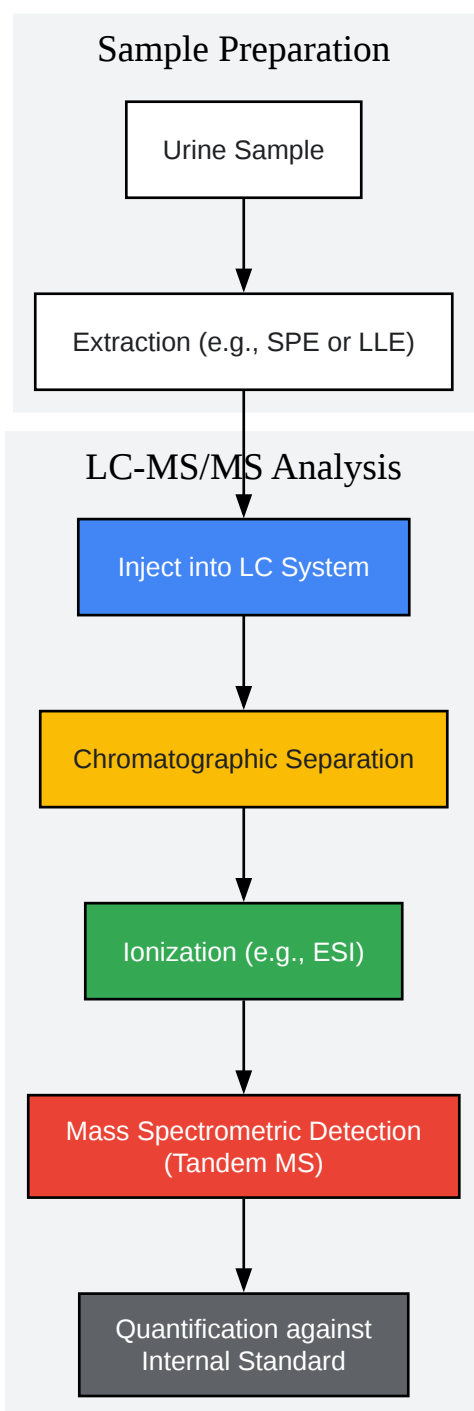 Sample Preparation
Urine Sample
Extraction (e.g., SPE or LLE)
LC-MS/MS Analysis
Inject into LC System
Chromatographic Separation
Ionization (e.g., ESI)
Mass Spectrometric Detection
(Tandem MS)
Quantification against
Internal Standard